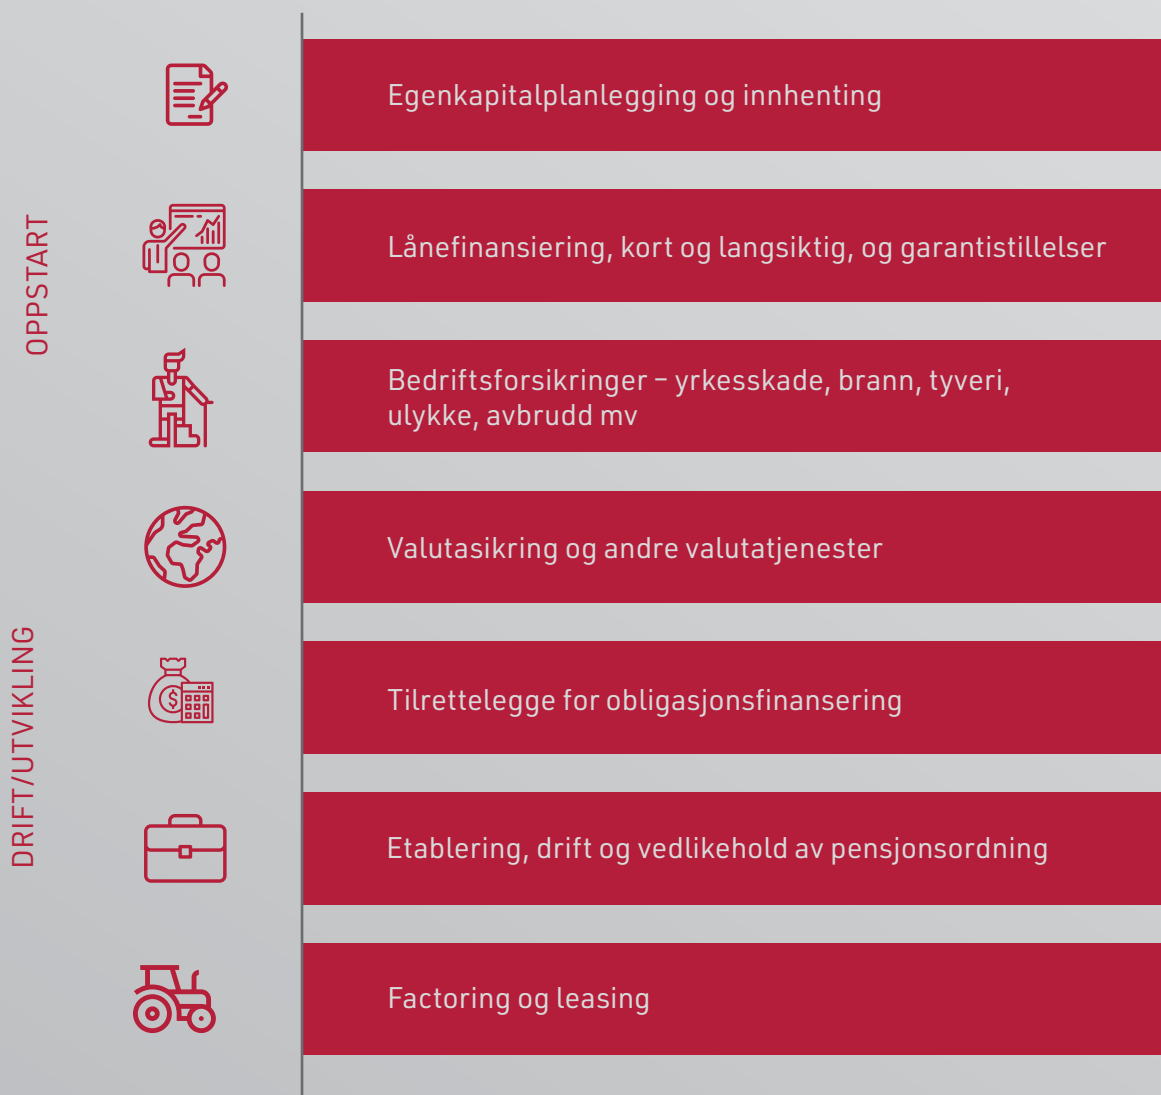 OPPSTART
Egenkapitalplanlegging og innhenting
Lånefinansiering, kort og langsiktig, og garantistillelser
Bedriftsforsikringer – yrkesskade, brann, tyveri,
ulykke, avbrudd mv
DRIFT/UTVIKLING
Valutasikring og andre valutatjenester
$
Tilrettelegge for obligasjonsfinansering
Etablering, drift og vedlikehold av pensjonsordning
Factoring og leasing